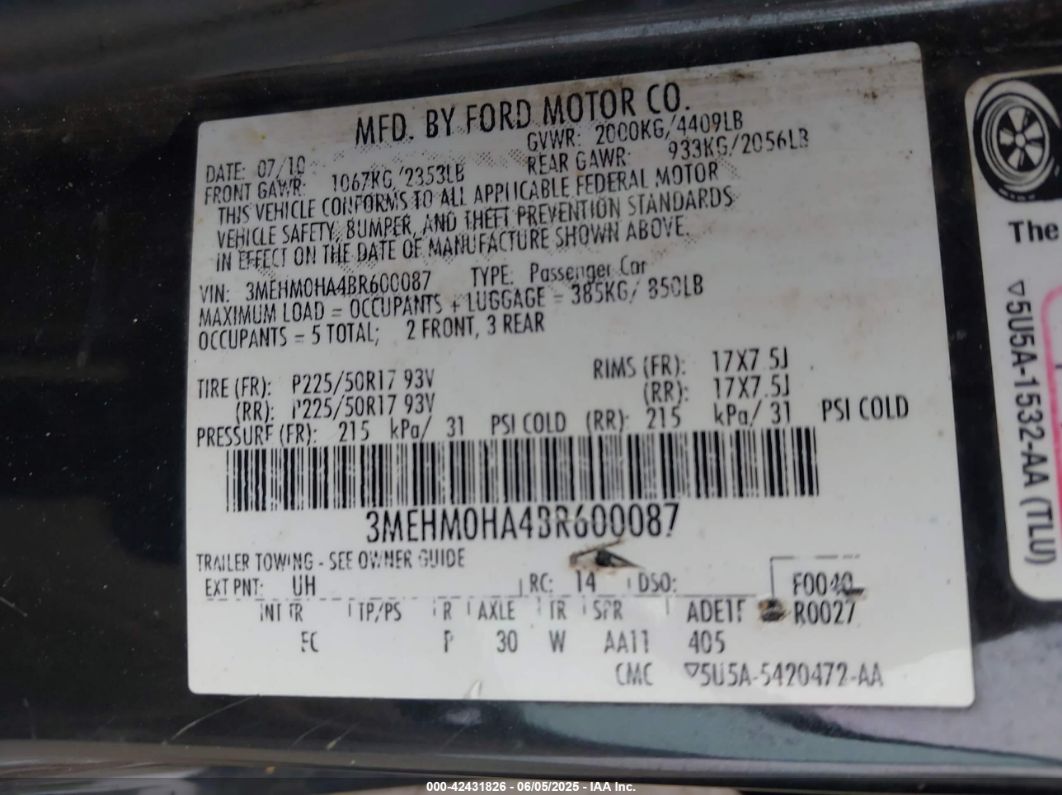 MFD. BY FORD MOTOR CO.
DATE: 07/10 GVWR: 2000KG/4409LB
FRONT GAWR: 1067KG/2353LB REAR GAWR: 933KG/2056LB
THIS VEHICLE CONFORMS TO ALL APPLICABLE FEDERAL MOTOR
VEHICLE SAFETY, BUMPER, AND THEFT PREVENTION STANDARDS
IN EFFECT ON THE DATE OF MANUFACTURE SHOWN ABOVE.
VIN: 3MEHM0HA4BR600087 TYPE: Passenger Car
MAXIMUM LOAD = OCCUPANTS + LUGGAGE = 385KG/ 850LB
OCCUPANTS = 5 TOTAL; 2 FRONT, 3 REAR
TIRE (FR): P225/50R17 93V RIMS (FR): 17X7.5J
(RR): P225/50R17 93V (RR): 17X7.5J
PRESSURE (FR): 215 kPa/ 31 PSI COLD (RR): 215 kPa/ 31 PSI COLD
3MEHM0HA4BR600087
TRAILER TOWING - SEE OWNER GUIDE
EXT PNT: UH RC: 14 DSO: F0040
INT TR TP/PS R AXLE TR SPR ADE1F R0027
P 30 W AA11 405
CMC ▽5U5A-5420472-AA
The
▽5U5A-1532-AA (TLU)
000-42431826 - 06/05/2025 - IAA Inc.